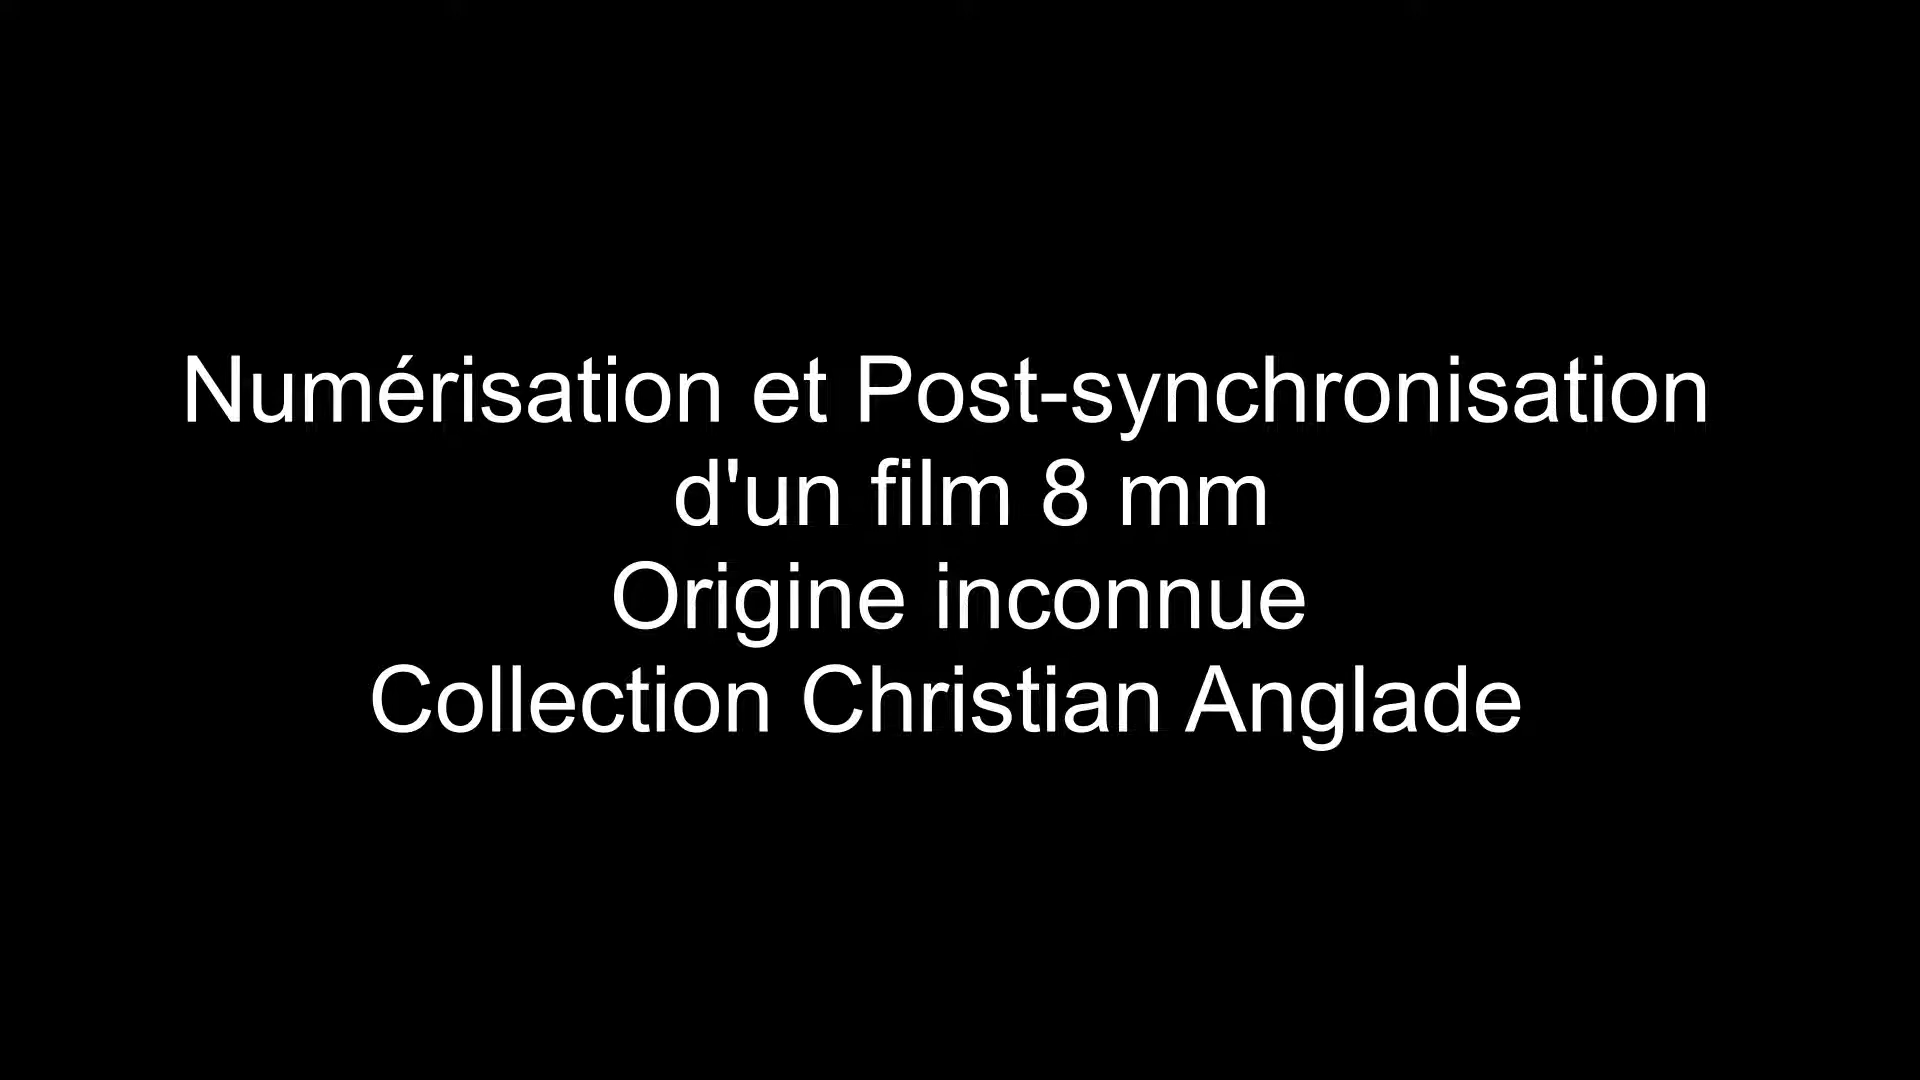 Numérisation et Post-synchronisation
d'un film 8 mm
Origine inconnue
Collection Christian Anglade